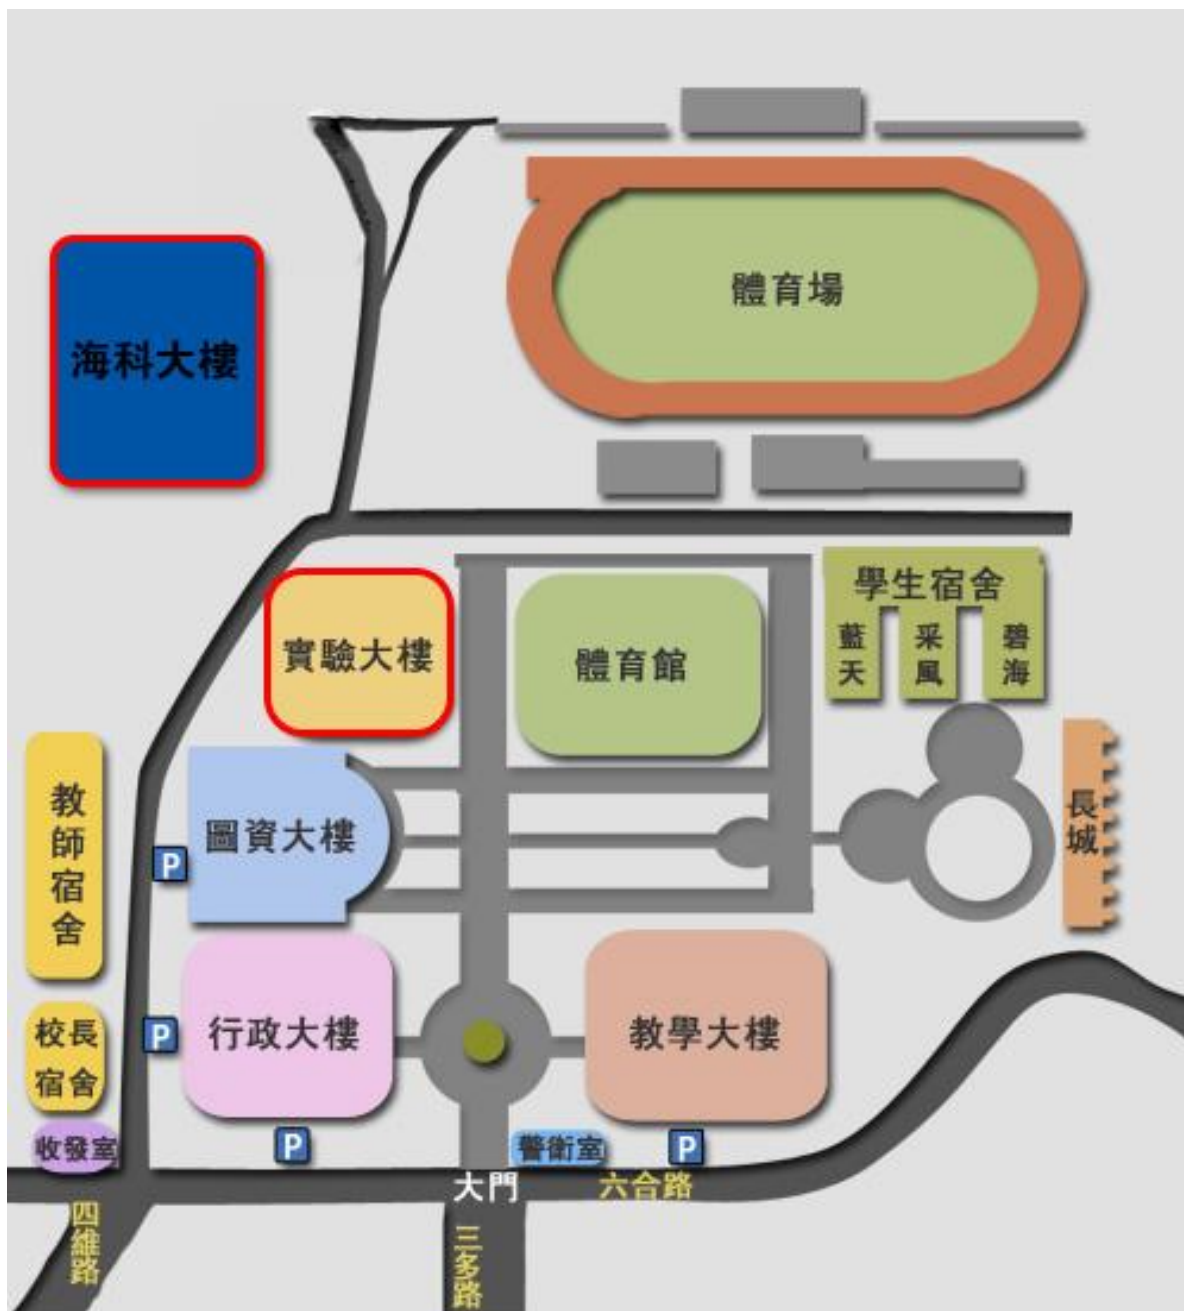 體育場
海科大樓
學生宿舍
藍天
采風
碧海
實驗大樓
體育館
教師宿舍
圖資大樓
長城
P
行政大樓
教學大樓
P
校長
宿舍
收發室
P
警衛室
P
大門
六合路
四維路
三多路